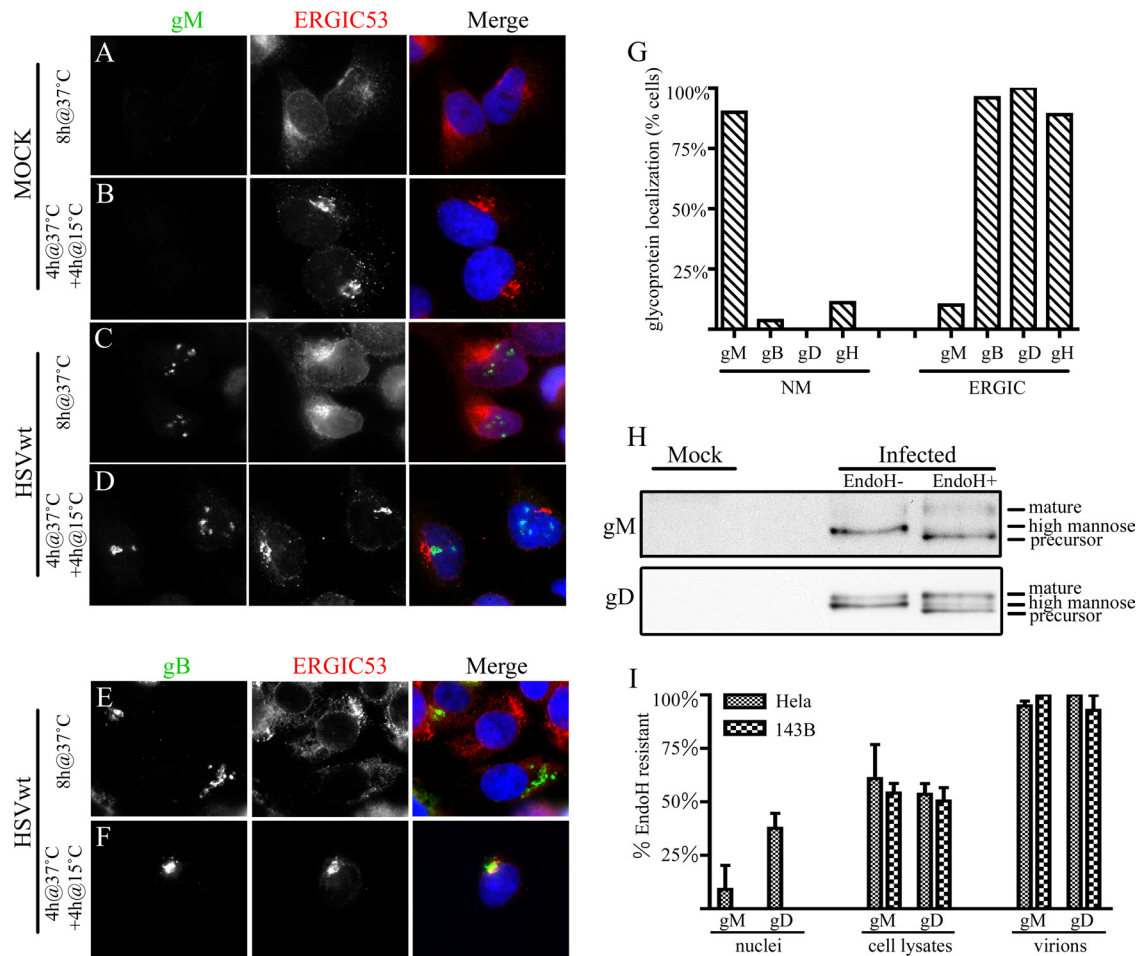 gM ERGIC53 Merge
MOCK
8h@37°C
A
4h@37°C
+4h@15°C
B
HSVwt
8h@37°C
C
4h@37°C
+4h@15°C
D
gB ERGIC53 Merge
HSVwt
8h@37°C
E
4h@37°C
+4h@15°C
F
G
glycoprotein localization (% cells)
100%
75%
50%
25%
gM gB gD gH gM gB gD gH
NM ERGIC
H
Mock Infected
EndoH- EndoH+
gM
mature
high mannose
precursor
gD
mature
high mannose
precursor
I
% EndoH resistant
100%
75%
50%
25%
Hela
143B
gM gD gM gD gM gD
nuclei cell lysates virions